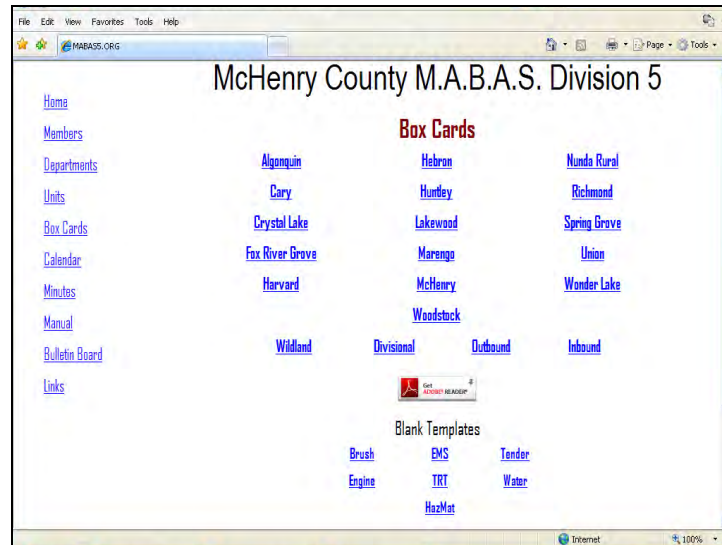 File Edit View Favorites Tools Help
MABAS5.ORG
Page Tools
McHenry County M.A.B.A.S. Division 5
Home
Members
Departments
Units
Box Cards
Calendar
Minutes
Manual
Bulletin Board
Links
Box Cards
Algonquin Hebron Nunda Rural
Cary Huntley Richmond
Crystal Lake Lakewood Spring Grove
Fox River Grove Marengo Union
Harvard McHenry Wonder Lake
Woodstock
Wildland Divisional Outbound Inbound
Get
ADOBE® READER®
Blank Templates
Brush EMS Tender
Engine TRT Water
HazMat
Internet 100%